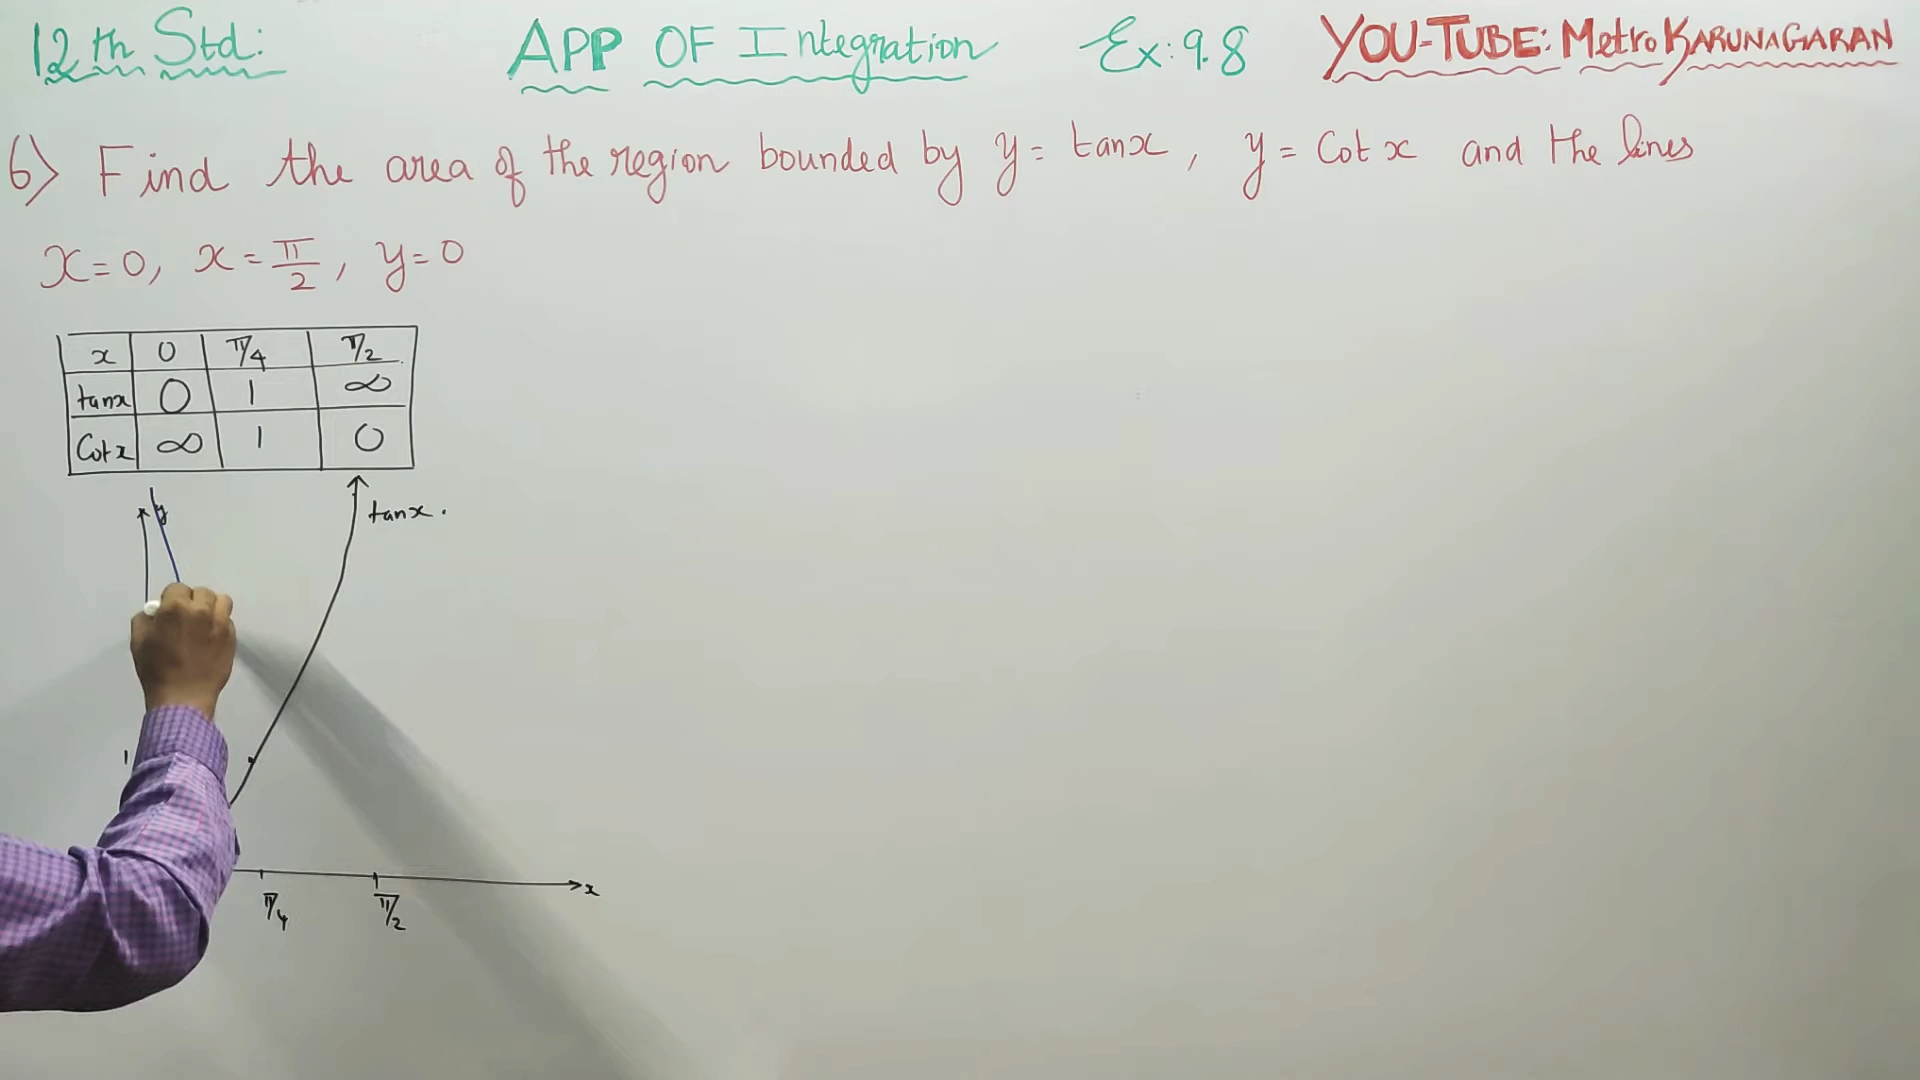 12th Std: APP OF Integration Ex: 9.8 YOU-TUBE: Metro KARUNAGARAN
6) Find the area of the region bounded by y = tanx, y = Cot x and the lines
x=0, x=π/2, y=0
x 0 π/4 π/2
tanx 0 1 ∞
Cotx ∞ 1 0
y tanx.
1
x
π/4 π/2